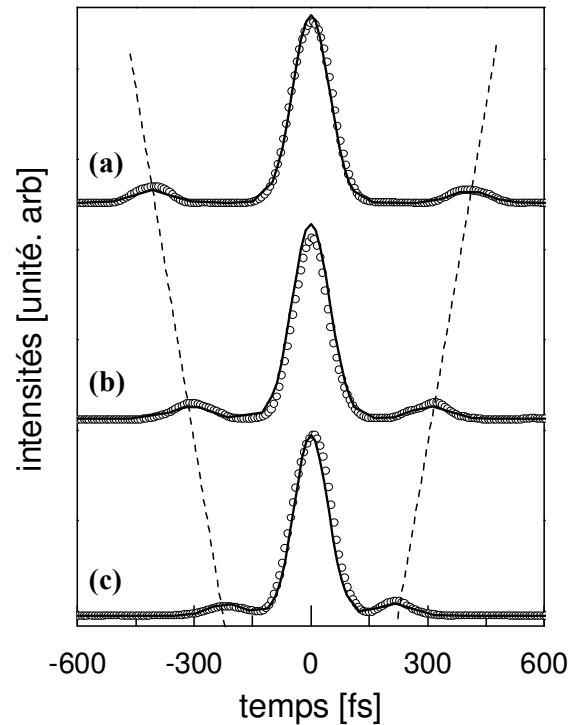 intensités [unité. arb)
(a)
(b)
(c)
-600 -300 0 300 600
temps [fs]